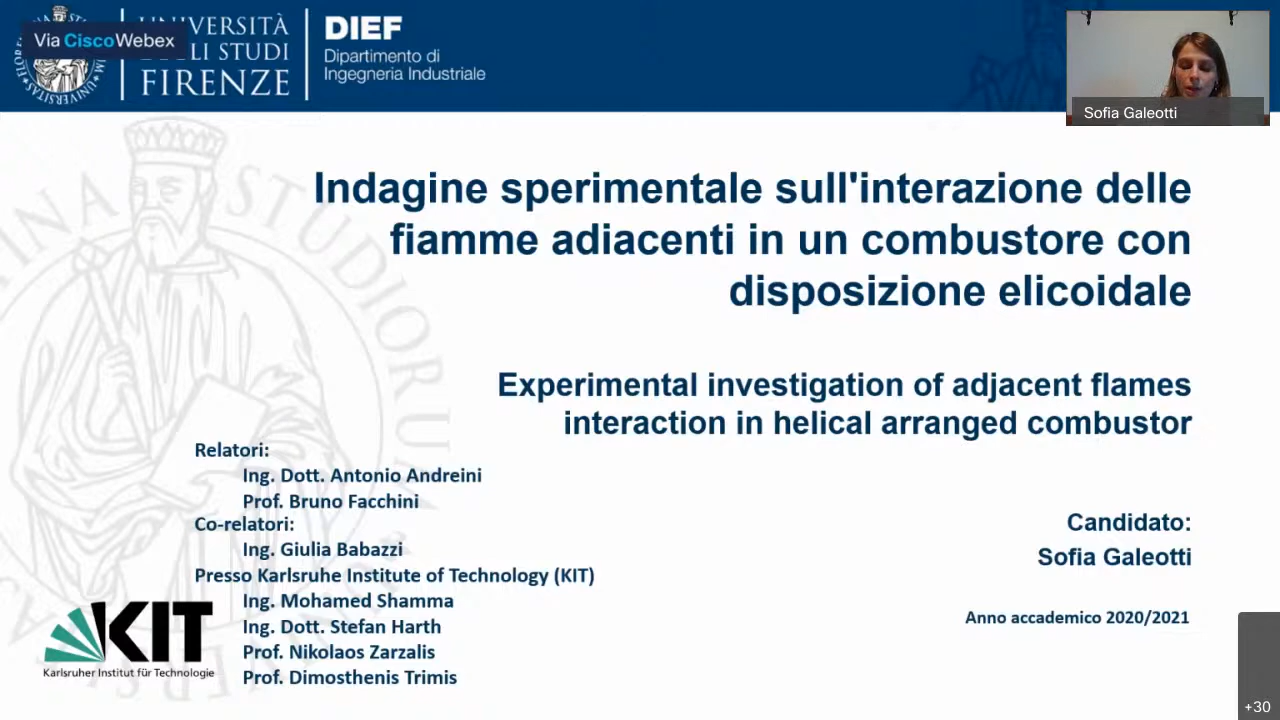 Via Cisco Webex
UNIVERSITÀ
DEGLI STUDI
FIRENZE
DIEF
Dipartimento di
Ingegneria Industriale
Sofia Galeotti
Indagine sperimentale sull'interazione delle
fiamme adiacenti in un combustore con
disposizione elicoidale
Experimental investigation of adjacent flames
interaction in helical arranged combustor
Relatori:
Ing. Dott. Antonio Andreini
Prof. Bruno Facchini
Co-relatori:
Ing. Giulia Babazzi
Presso Karlsruhe Institute of Technology (KIT)
Ing. Mohamed Shamma
Ing. Dott. Stefan Harth
Prof. Nikolaos Zarzalis
Prof. Dimosthenis Trimis
Candidato:
Sofia Galeotti
Anno accademico 2020/2021
KIT
Karlsruher Institut für Technologie
+30